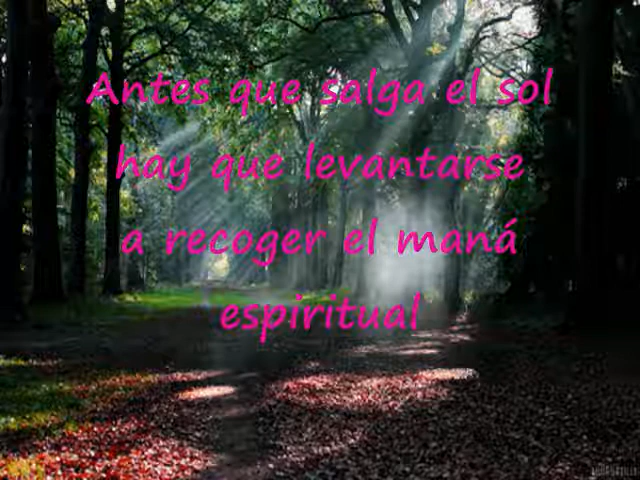 Antes que salga el sol
hay que levantarse
a recoger el maná
espiritual